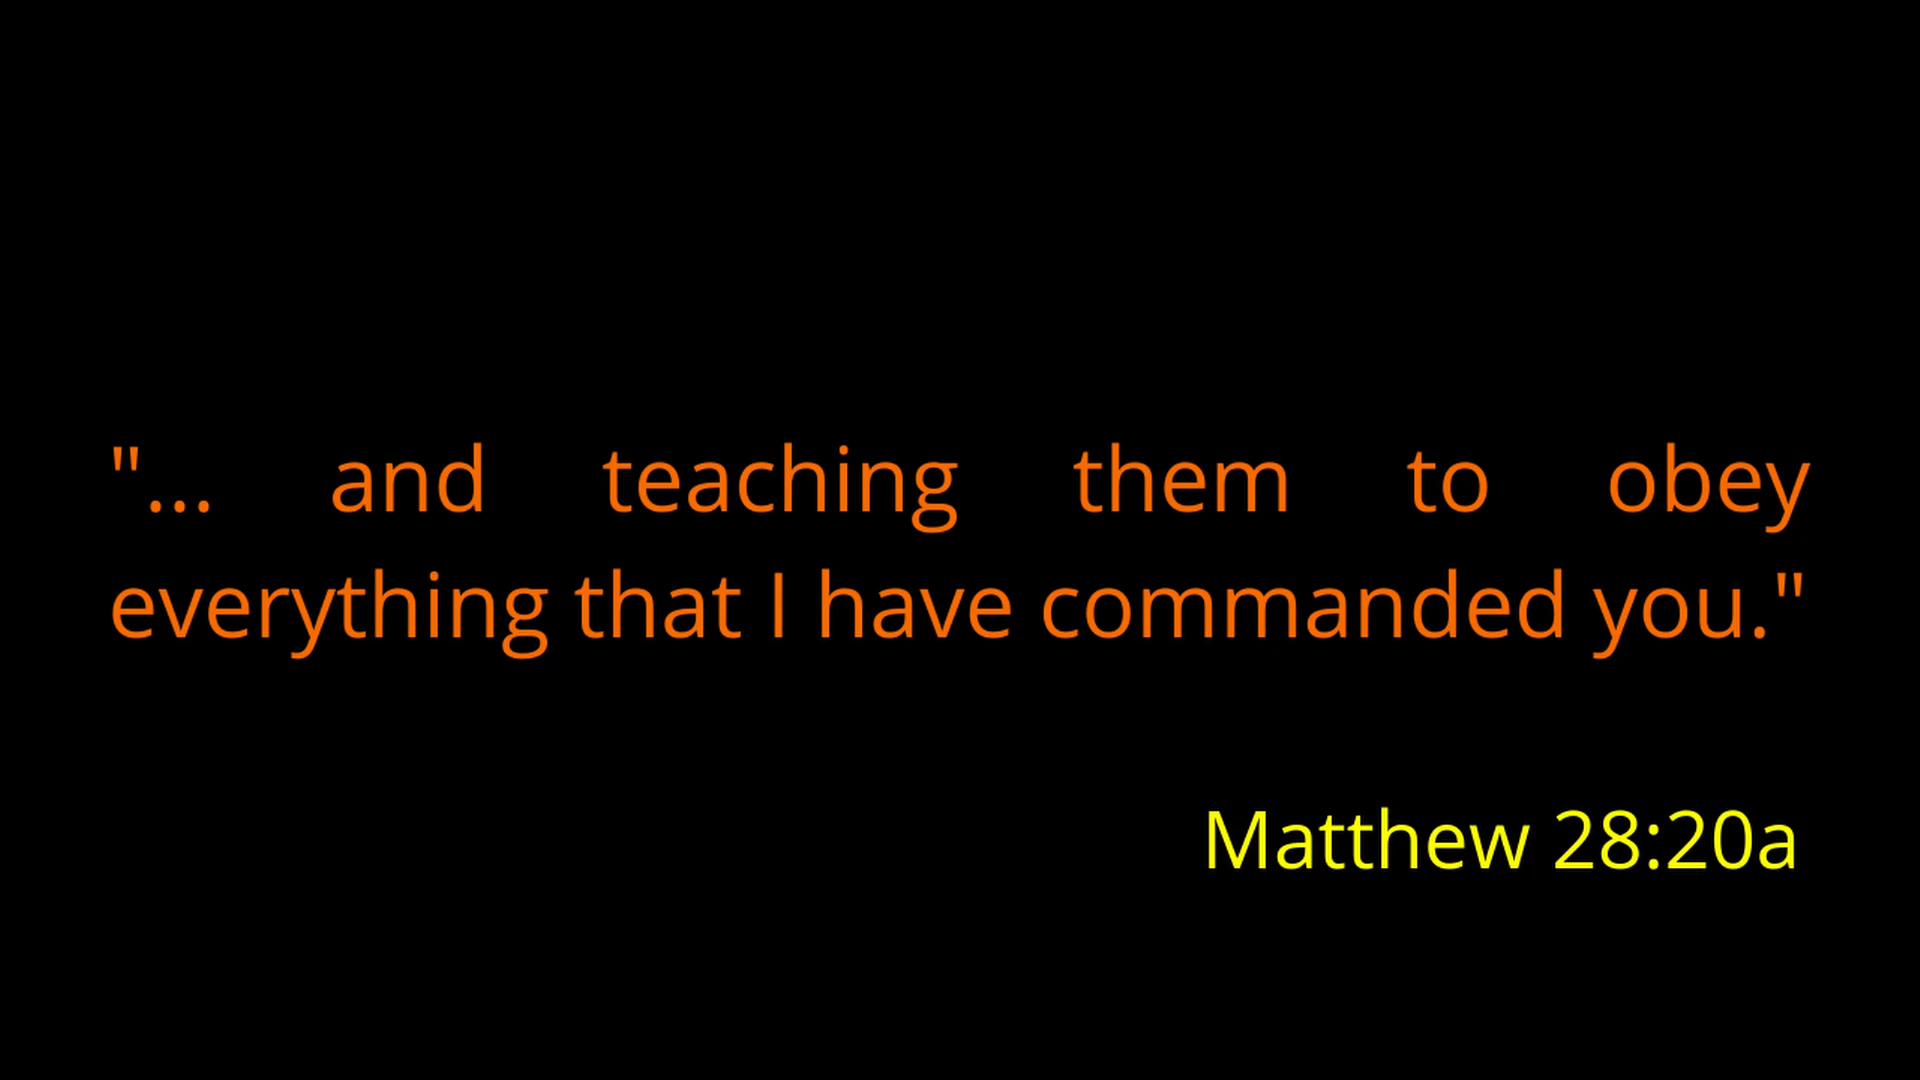 "... and teaching them to obey
everything that I have commanded you."
Matthew 28:20a